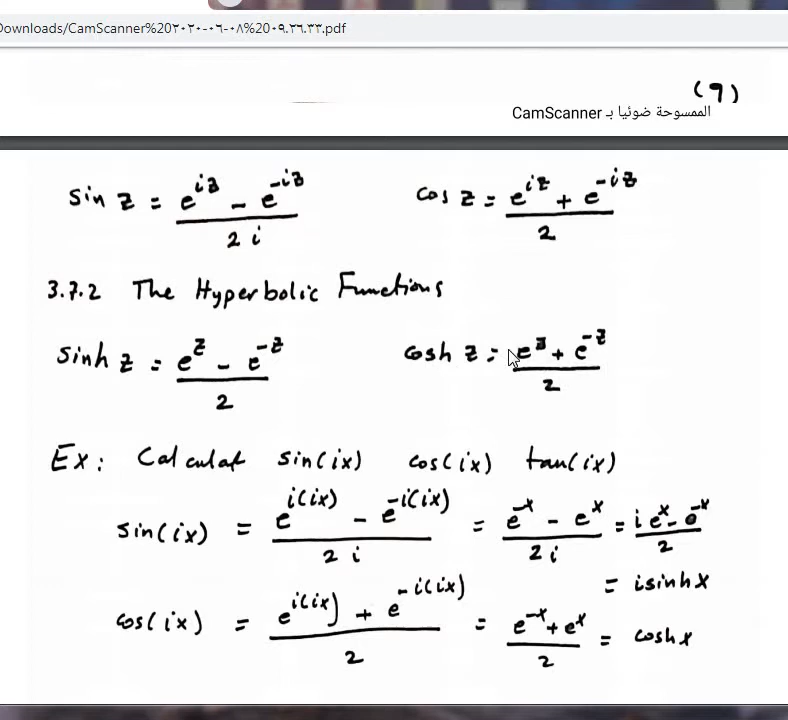 Downloads/CamScanner%20٢٠٢٠-٠٦-٠٨%20٠٩.٢٦.٣٣.pdf
(٩)
الممسوحة ضوئيا بـ CamScanner
sin z = (e^{iz} - e^{-iz}) / 2i    cos z = (e^{iz} + e^{-iz}) / 2
3.7.2 The Hyperbolic Functions
sinh z = (e^z - e^{-z}) / 2    cosh z = (e^z + e^{-z}) / 2
Ex: Calculat sin(ix) cos(ix) tan(ix)
sin(ix) = (e^{i(ix)} - e^{-i(ix)}) / 2i = (e^{-x} - e^x) / 2i = i (e^x - e^{-x}) / 2
= i sinh x
cos(ix) = (e^{i(ix)} + e^{-i(ix)}) / 2 = (e^{-x} + e^x) / 2 = cosh x